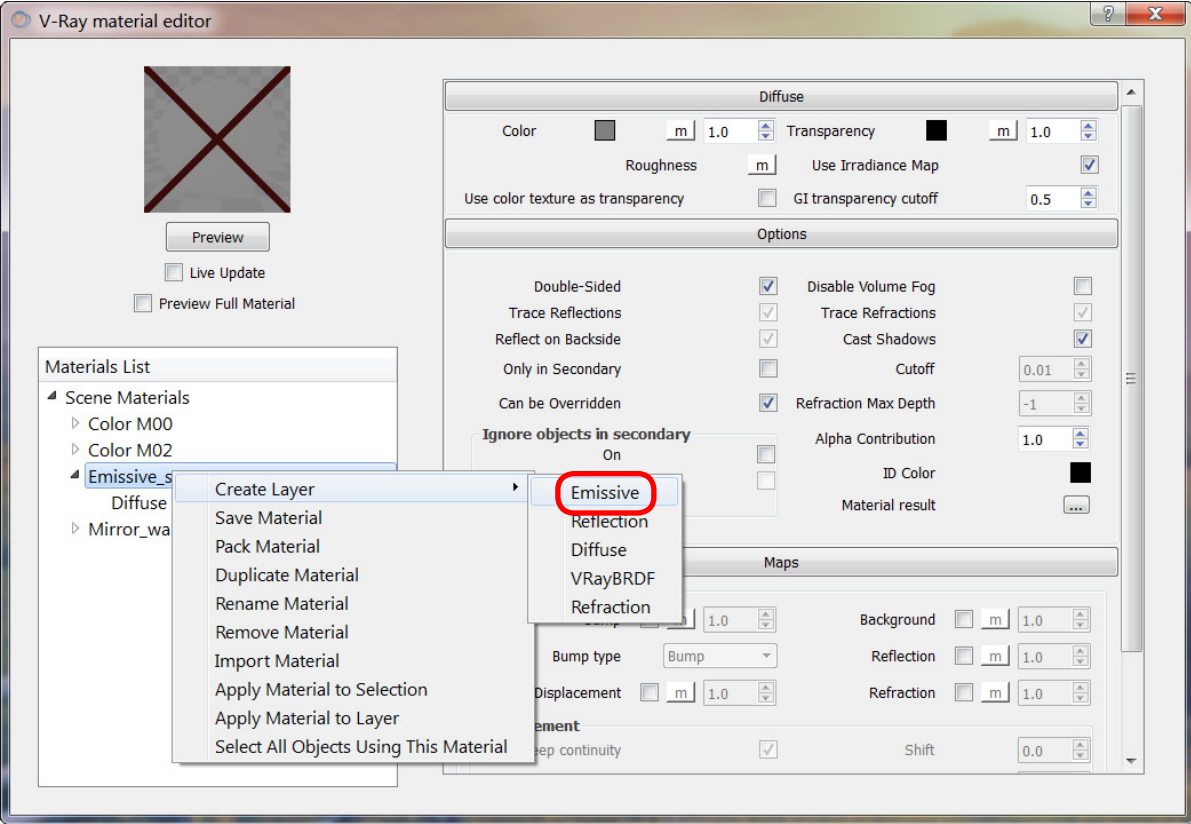 V-Ray material editor
?
X
Diffuse
Color m 1.0 Transparency m 1.0
Roughness m Use Irradiance Map
Use color texture as transparency GI transparency cutoff 0.5
Preview
Options
Live Update
Preview Full Material
Double-Sided Disable Volume Fog
Trace Reflections Trace Refractions
Reflect on Backside Cast Shadows
Only in Secondary Cutoff 0.01
Can be Overridden Refraction Max Depth -1
Ignore objects in secondary Alpha Contribution 1.0
On
ID Color
Material result ...
Materials List
Scene Materials
Color M00
Color M02
Emissive_s
Diffuse
Mirror_wa
Create Layer
Save Material
Pack Material
Duplicate Material
Rename Material
Remove Material
Import Material
Apply Material to Selection
Apply Material to Layer
Select All Objects Using This Material
Emissive
Reflection
Diffuse
VRayBRDF
Refraction
Maps
1.0 Background m 1.0
Bump type Bump Reflection m 1.0
Displacement m 1.0 Refraction m 1.0
ement
eep continuity Shift 0.0